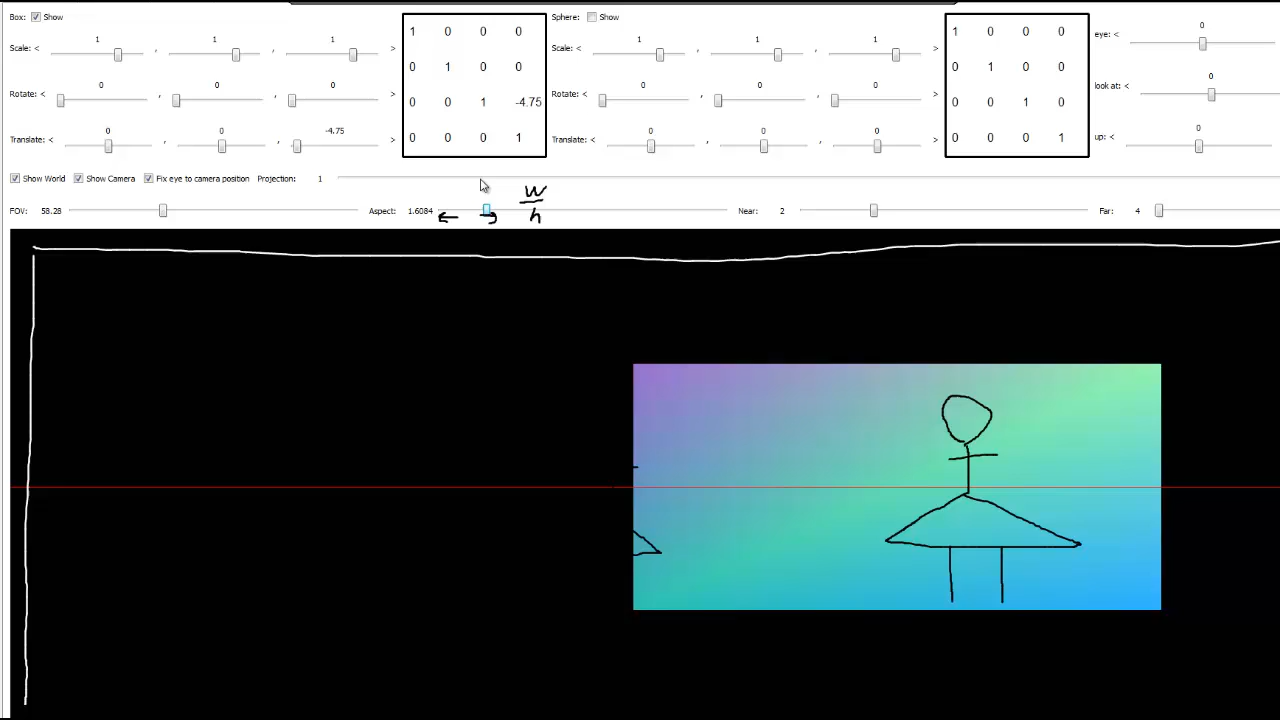 Box: Show
Scale: < 1 , 1 , 1 >
Rotate: < 0 , 0 , 0 >
Translate: < 0 , 0 , -4.75 >
1 0 0 0
0 1 0 0
0 0 1 -4.75
0 0 0 1
Sphere: Show
Scale: < 1 , 1 , 1 >
Rotate: < 0 , 0 , 0 >
Translate: < 0 , 0 , 0 >
1 0 0 0
0 1 0 0
0 0 1 0
0 0 0 1
eye: < 0
look at: < 0
up: < 0
Show World Show Camera Fix eye to camera position Projection: 1
FOV: 58.28 Aspect: 1.6084 Near: 2 Far: 4
w
h